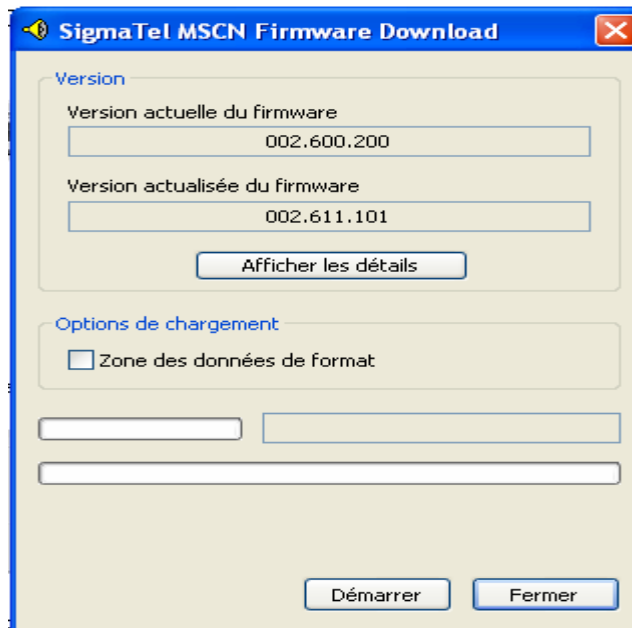 SigmaTel MSCN Firmware Download
Version
Version actuelle du firmware
002.600.200
Version actualisée du firmware
002.611.101
Afficher les détails
Options de chargement
Zone des données de format
Démarrer
Fermer